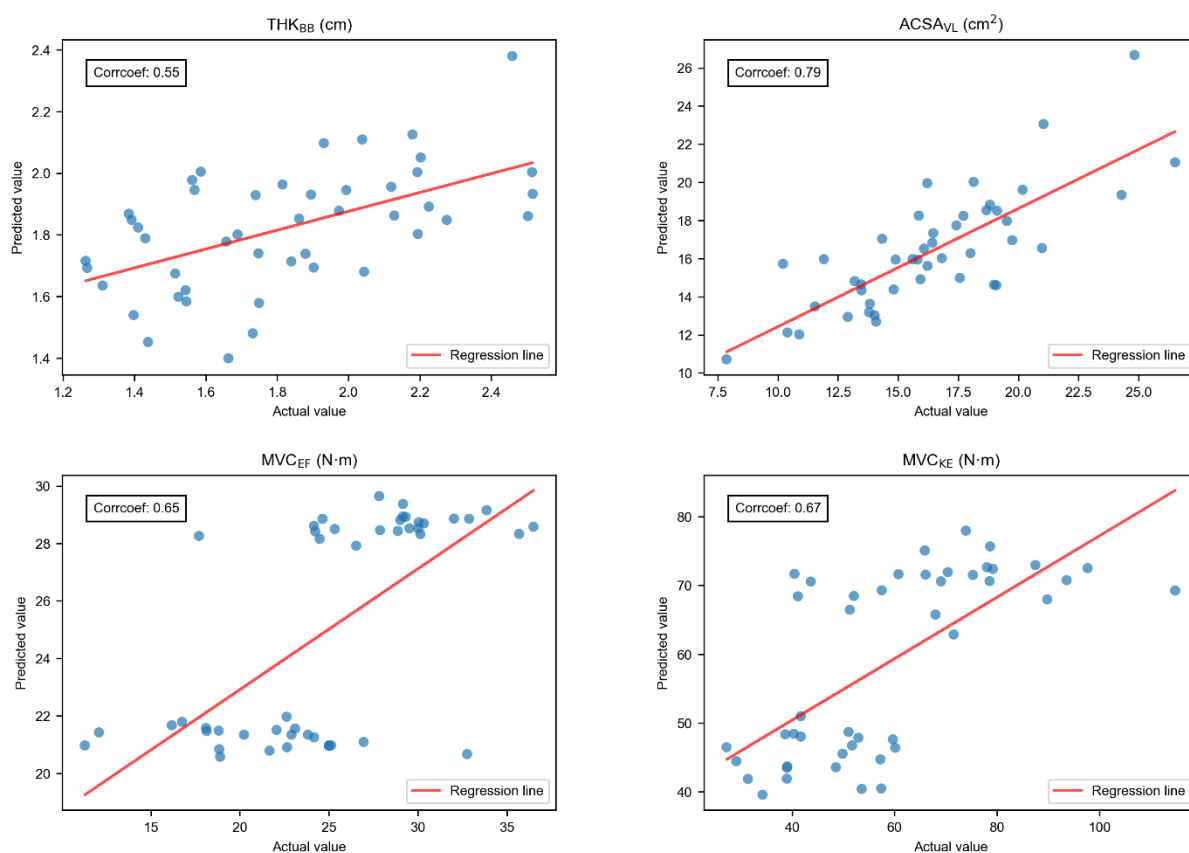 THK_BB (cm)
Corrcoef: 0.55
Predicted value
2.4
2.2
2.0
1.8
1.6
1.4
Regression line
1.2 1.4 1.6 1.8 2.0 2.2 2.4
Actual value
ACSA_VL (cm²)
Corrcoef: 0.79
Predicted value
26
24
22
20
18
16
14
12
10
Regression line
7.5 10.0 12.5 15.0 17.5 20.0 22.5 25.0
Actual value
MVC_EF (N·m)
Corrcoef: 0.65
Predicted value
30
28
26
24
22
20
Regression line
15 20 25 30 35
Actual value
MVC_KE (N·m)
Corrcoef: 0.67
Predicted value
80
70
60
50
40
Regression line
40 60 80 100
Actual value